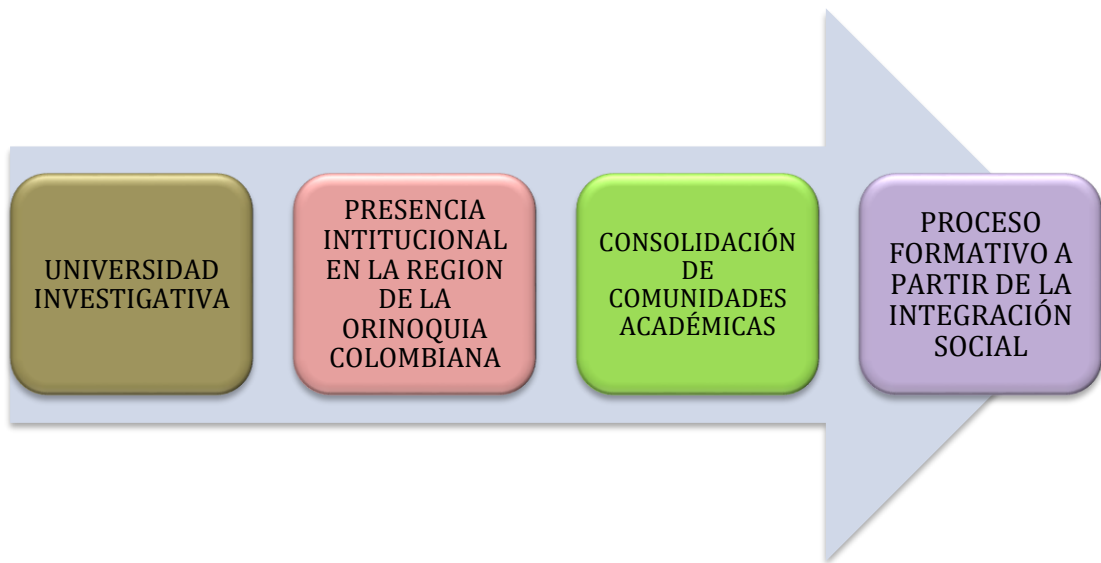 UNIVERSIDAD
INVESTIGATIVA
PRESENCIA
INTITUCIONAL
EN LA REGION
DE LA
ORINOQUIA
COLOMBIANA
CONSOLIDACIÓN
DE
COMUNIDADES
ACADÉMICAS
PROCESO
FORMATIVO A
PARTIR DE LA
INTEGRACIÓN
SOCIAL